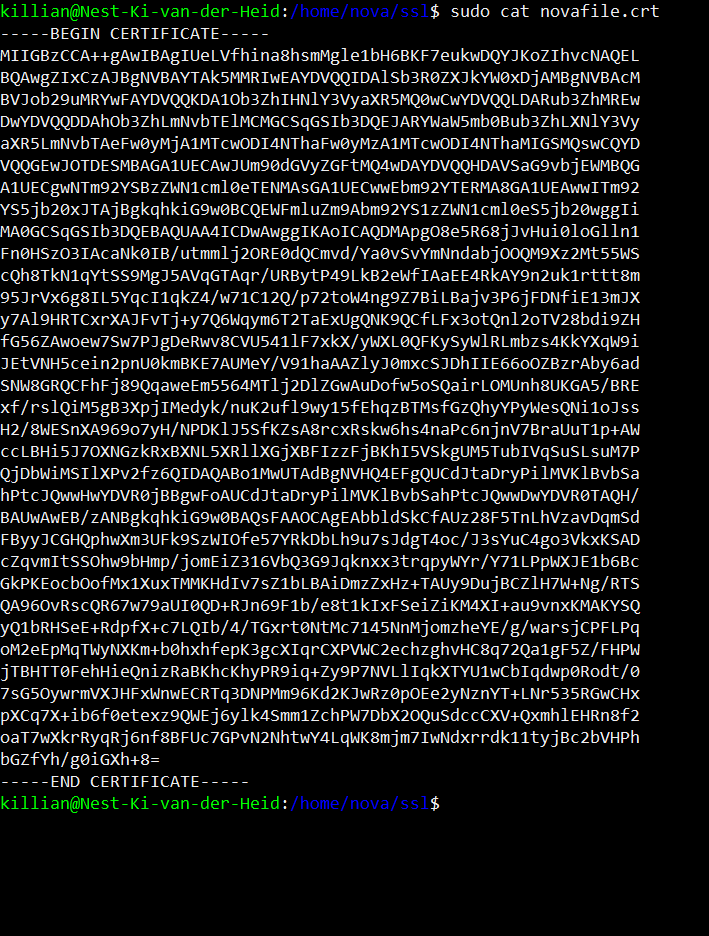 killian@Nest-Ki-van-der-Heid:/home/nova/ssl$ sudo cat novafile.crt
-----BEGIN CERTIFICATE-----
MIIGBzCCA++gAwIBAgIUeLVfhina8hsmMgle1bH6BKF7eukwDQYJKoZIhvcNAQEL
BQAwgZIxCzAJBgNVBAYTAk5MMRIwEAYDVQQIDAlSb3R0ZXJkYW0xDjAMBgNVBAcM
BVJob29uMRYwFAYDVQQKDA1Ob3ZhIHNlY3VyaXR5MQ0wCwYDVQQLDARub3ZhMREw
DwYDVQQDDAhOb3ZhLmNvbTElMCMGCSqGSIb3DQEJARYWaW5mb0Bub3ZhLXNlY3Vy
aXR5LmNvbTAeFw0yMjA1MTcwODI4NThaFw0yMzA1MTcwODI4NThaMIGSMQswCQYD
VQQGEwJOTDESMBAGA1UECAwJUm90dGVyZGFtMQ4wDAYDVQQHDAVSaG9vbjEWMBQG
A1UECgwNTm92YSBzZWN1cml0eTENMAsGA1UECwwEbm92YTERMA8GA1UEAwwITm92
YS5jb20xJTAjBgkqhkiG9w0BCQEWFmluZm9Abm92YS1zZWN1cml0eS5jb20wggIi
MA0GCSqGSIb3DQEBAQUAA4ICDwAwggIKAoICAQDMApgO8e5R68jJvHui0loGlln1
Fn0HSzO3IAcaNk0IB/utmmlj2ORE0dQCmvd/Ya0vSvYmNndabjOOQM9Xz2Mt55WS
cQh8TkN1qYtSS9MgJ5AVqGTAqr/URBytP49LkB2eWfIAaEE4RkAY9n2uk1rttt8m
95JrVx6g8IL5YqcI1qkZ4/w71C12Q/p72toW4ng9Z7BiLBajv3P6jFDNfiE13mJX
y7Al9HRTCxrXAJFvTj+y7Q6Wqym6T2TaExUgQNK9QCfLFx3otQnl2oTV28bdi9ZH
fG56ZAwoew7Sw7PJgDeRwv8CVU541lF7xkX/yWXL0QFKySyWlRLmbzs4KkYXqW9i
JEtVNH5cein2pnU0kmBKE7AUMeY/V91haAAZlyJ0mxcSJDhIIE66oOZBzrAby6ad
SNW8GRQCFhFj89QqaweEm5564MTlj2DlZGwAuDofw5oSQairLOMUnh8UKGA5/BRE
xf/rslQiM5gB3XpjIMedyk/nuK2ufl9wy15fEhqzBTMsfGzQhyYPyWesQNi1oJss
H2/8WESnXA969o7yH/NPDKlJ5SfKZsA8rcxRskw6hs4naPc6njnV7BraUuT1p+AW
ccLBHi5J7OXNGzkRxBXNL5XRllXGjXBFIzzFjBKhI5VSkgUM5TubIVqSuSLsuM7P
QjDbWiMSIlXPv2fz6QIDAQABo1MwUTAdBgNVHQ4EFgQUCdJtaDryPilMVKlBvbSa
hPtcJQwwHwYDVR0jBBgwFoAUCdJtaDryPilMVKlBvbSahPtcJQwwDwYDVR0TAQH/
BAUwAwEB/zANBgkqhkiG9w0BAQsFAAOCAgEAbbldSkCfAUz28F5TnLhVzavDqmSd
FByyJCGHQphwXm3UFk9SzWIOfe57YRkDbLh9u7sJdgT4oc/J3sYuC4go3VkxKSAD
cZqvmItSSOhw9bHmp/jomEiZ316VbQ3G9Jqknxx3trqpyWYr/Y71LPpWXJE1b6Bc
GkPKEocbOofMx1XuxTMMKHdIv7sZ1bLBAiDmzZxHz+TAUy9DujBCZlH7W+Ng/RTS
QA96OvRscQR67w79aUI0QD+RJn69F1b/e8t1kIxFSeiZiKM4XI+au9vnxKMAKYSQ
yQ1bRHSeE+RdpfX+c7LQIb/4/TGxrt0NtMc7145NnMjomzheYE/g/warsjCPFLPq
oM2eEpMqTWyNXKm+b0hxhfepK3gcXIqrCXPVWC2echzghvHC8q72Qa1gF5Z/FHPW
jTBHTT0FehHieQnizRaBKhcKhyPR9iq+Zy9P7NVLlIqkXTYU1wCbIqdwp0Rodt/0
7sG5OywrmVXJHFxWnwECRTq3DNPMm96Kd2KJwRz0pOEe2yNznYT+LNr535RGwCHx
pXCq7X+ib6f0etexz9QWEj6ylk4Smm1ZchPW7DbX2OQuSdccCXV+QxmhlEHRn8f2
oaT7wXkrRyqRj6nf8BFUc7GPvN2NhtwY4LqWK8mjm7IwNdxrrdk11tyjBc2bVHPh
bGZfYh/g0iGXh+8=
-----END CERTIFICATE-----
killian@Nest-Ki-van-der-Heid:/home/nova/ssl$